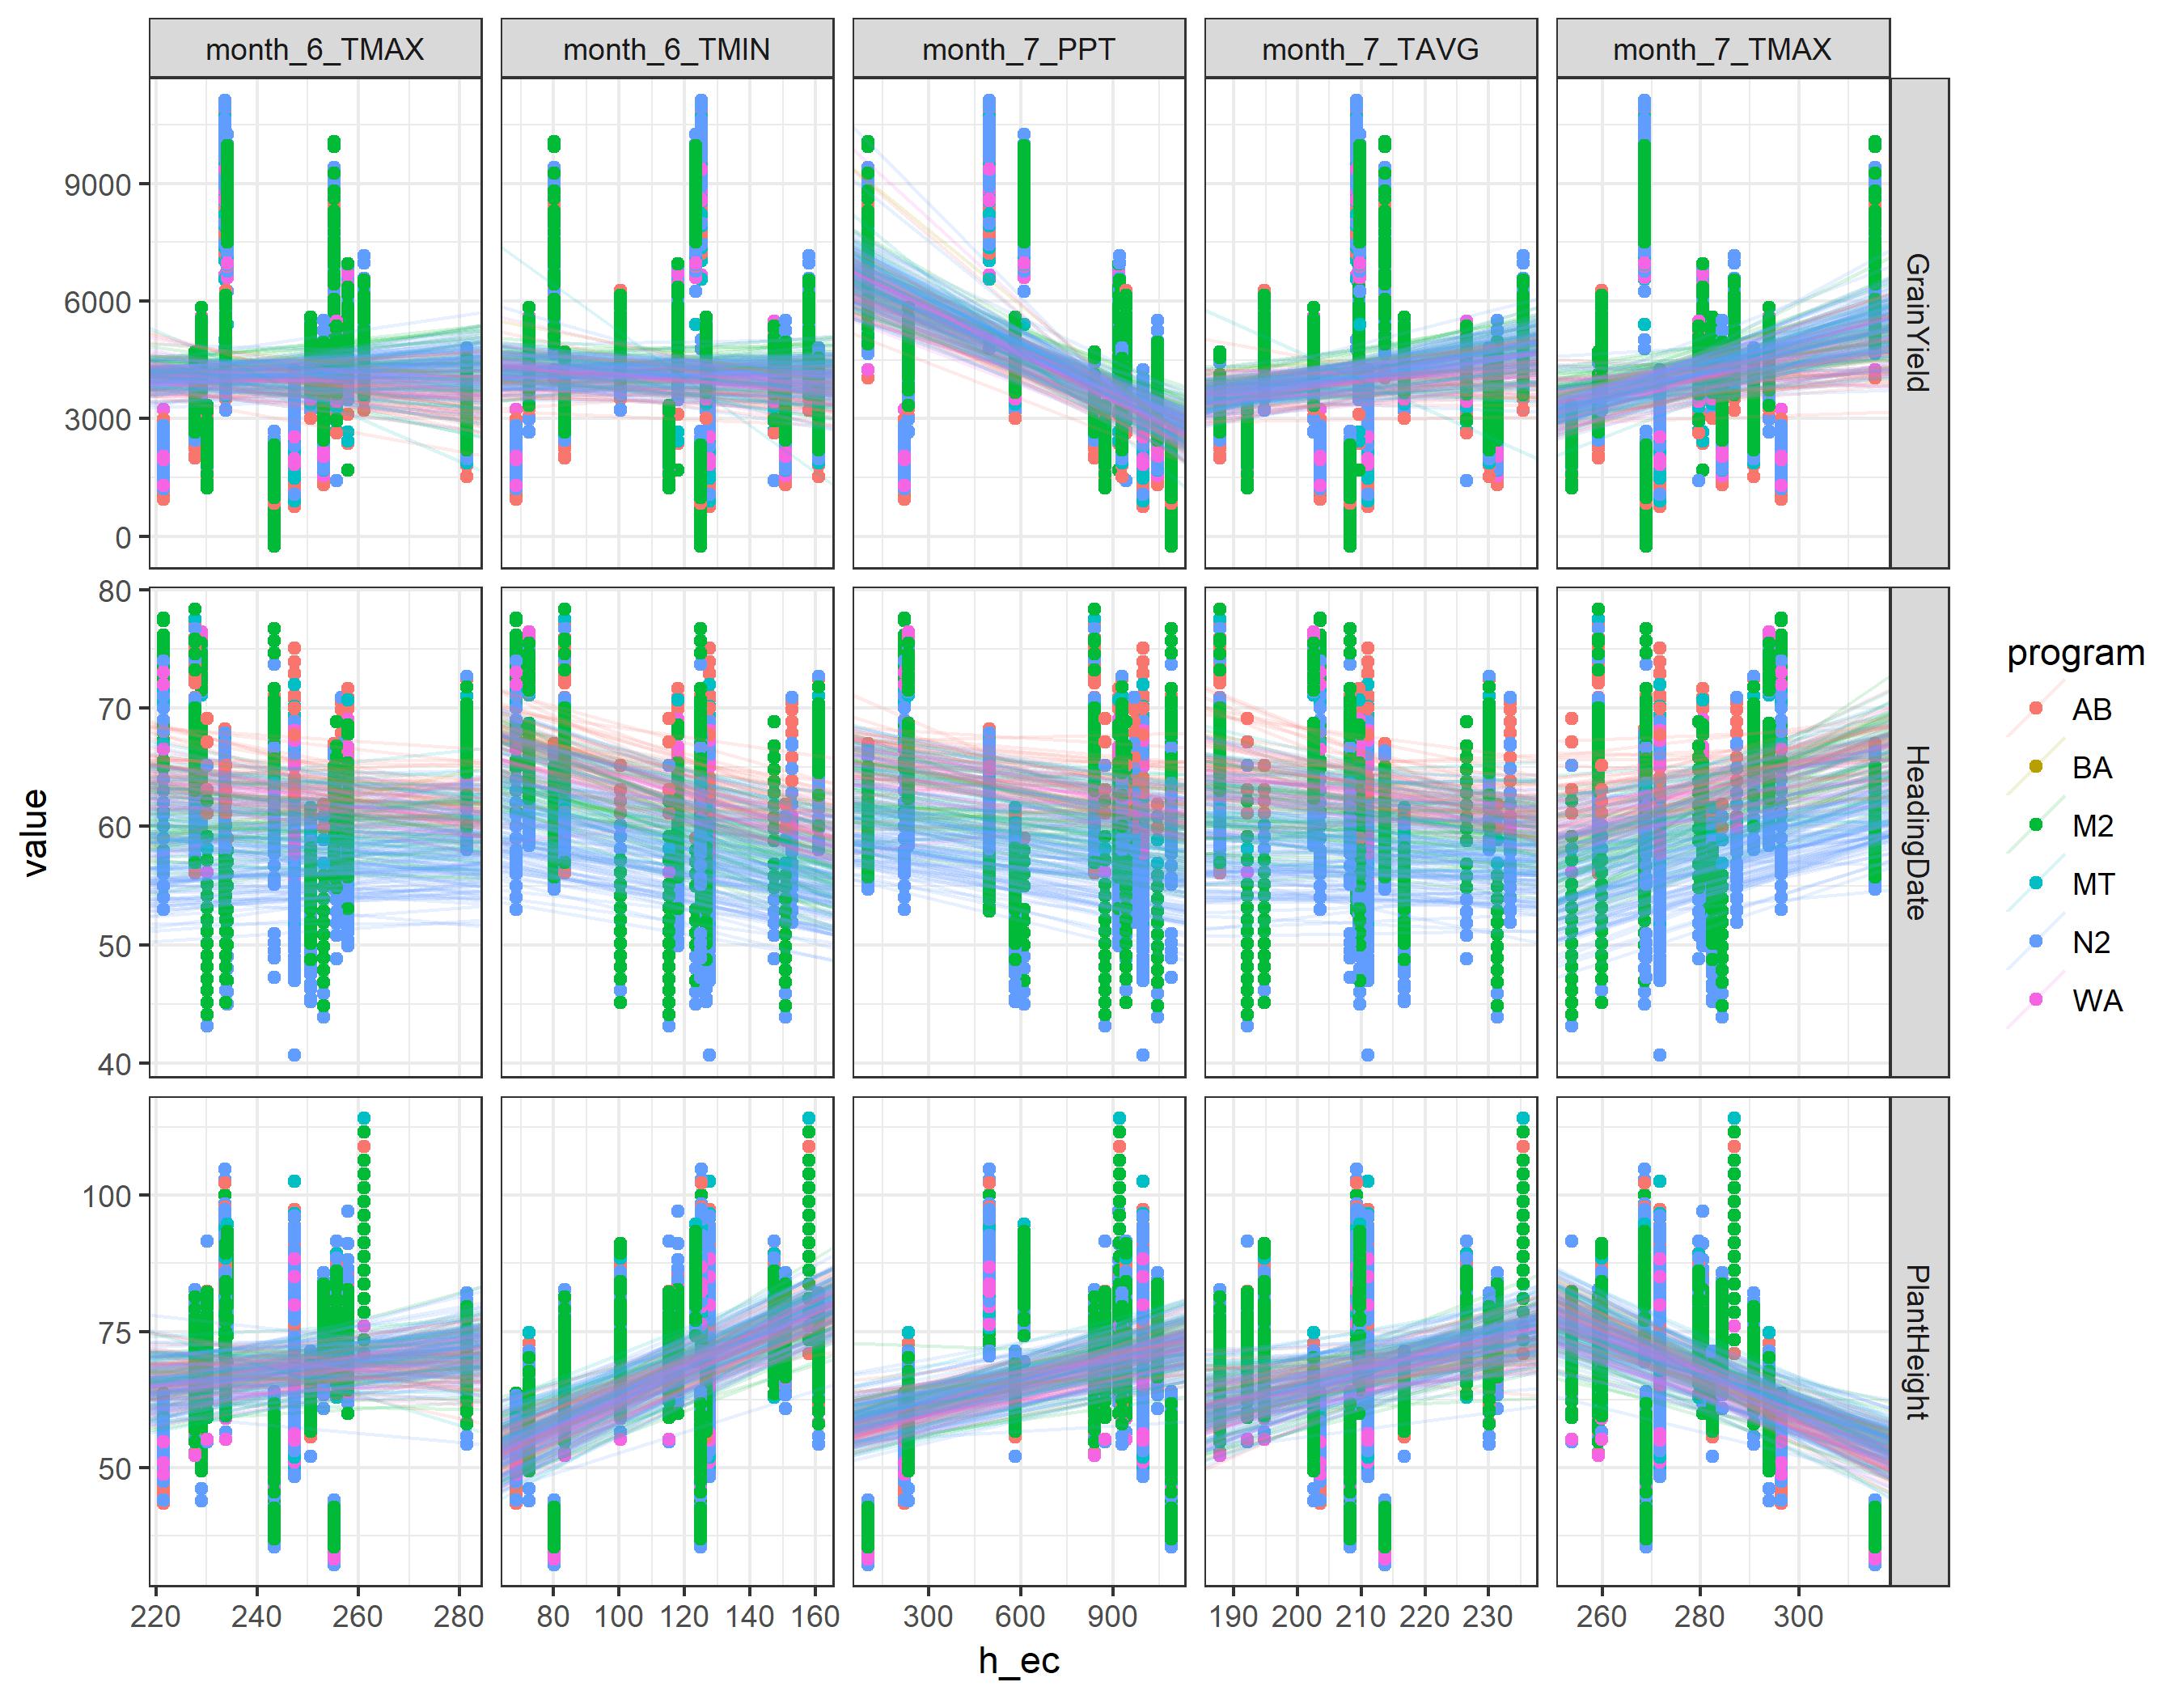 month_6_TMAX month_6_TMIN month_7_PPT month_7_TAVG month_7_TMAX
9000
6000
3000
0
GrainYield
80
70
60
50
40
HeadingDate
value
100
75
50
PlantHeight
220 240 260 280 80 100 120 140 160 300 600 900 190 200 210 220 230 260 280 300
h_ec
program
AB
BA
M2
MT
N2
WA